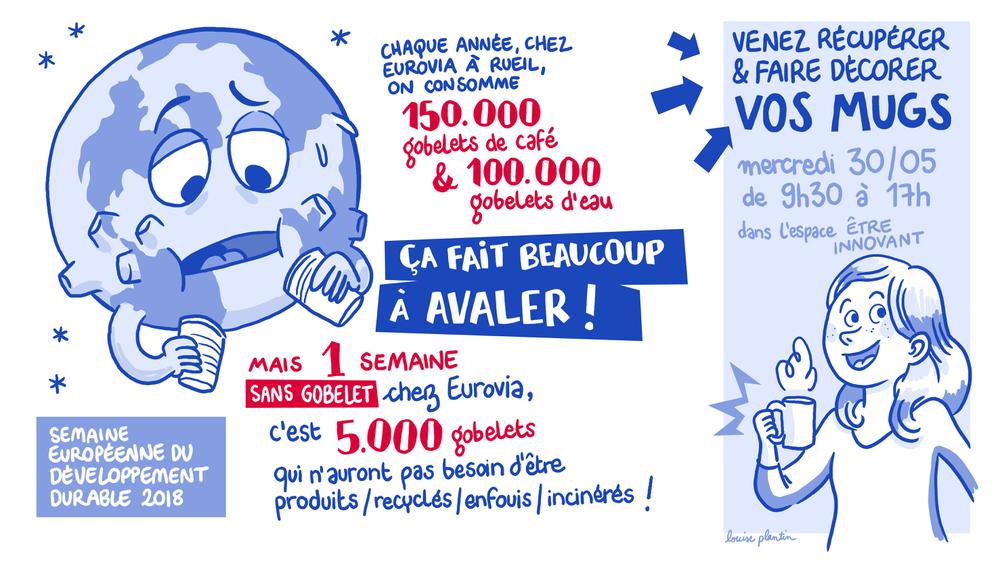 CHAQUE ANNÉE, CHEZ
EUROVIA À RUEIL,
ON CONSOMME
150.000
gobelets de café
& 100.000
gobelets d'eau
ÇA FAIT BEAUCOUP
À AVALER !
MAIS 1 SEMAINE
SANS GOBELET chez Eurovia,
c'est 5.000 gobelets
qui n'auront pas besoin d'être
produits/recyclés/enfouis/incinérés !
SEMAINE
EUROPÉENNE DU
DÉVELOPPEMENT
DURABLE 2018
VENEZ RÉCUPÉRER
& FAIRE DÉCORER
VOS MUGS
mercredi 30/05
de 9h30 à 17h
dans l'espace ÊTRE
INNOVANT
louise plantin